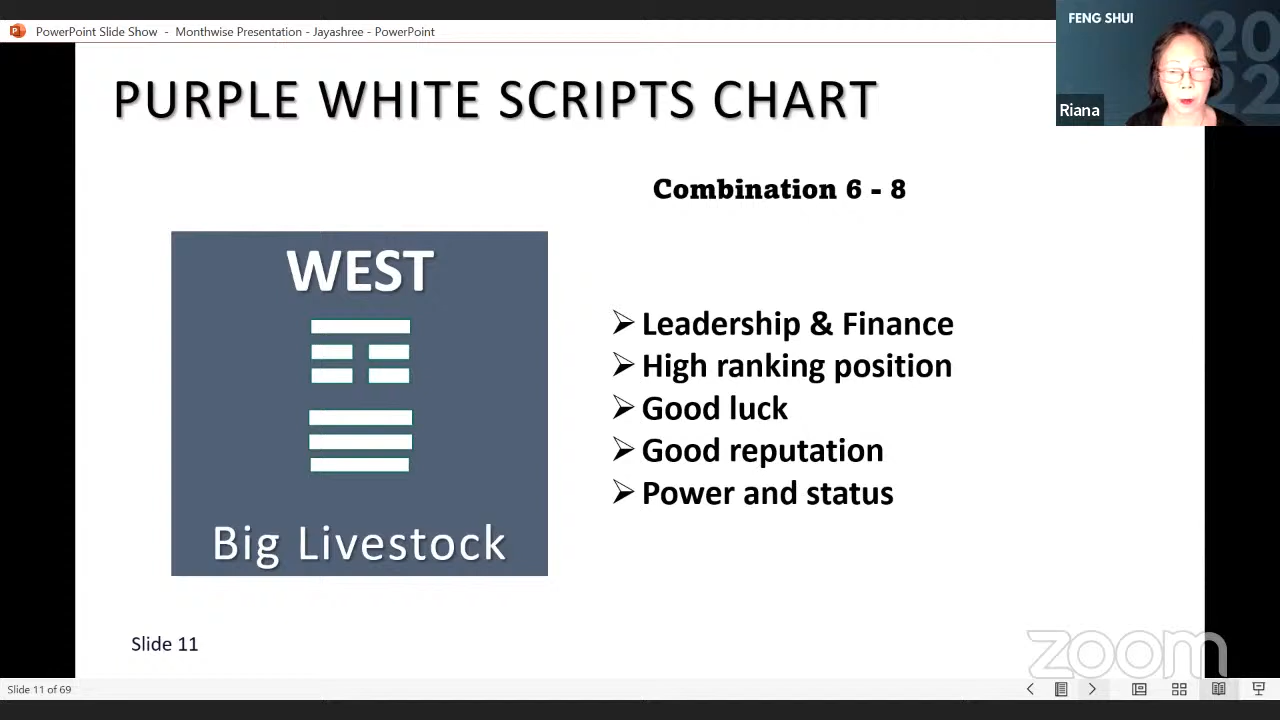 PowerPoint Slide Show - Monthwise Presentation - Jayashree - PowerPoint
FENG SHUI
2022
Riana
PURPLE WHITE SCRIPTS CHART
Combination 6 - 8
WEST
Big Livestock
Leadership & Finance
High ranking position
Good luck
Good reputation
Power and status
Slide 11
zoom
Slide 11 of 69